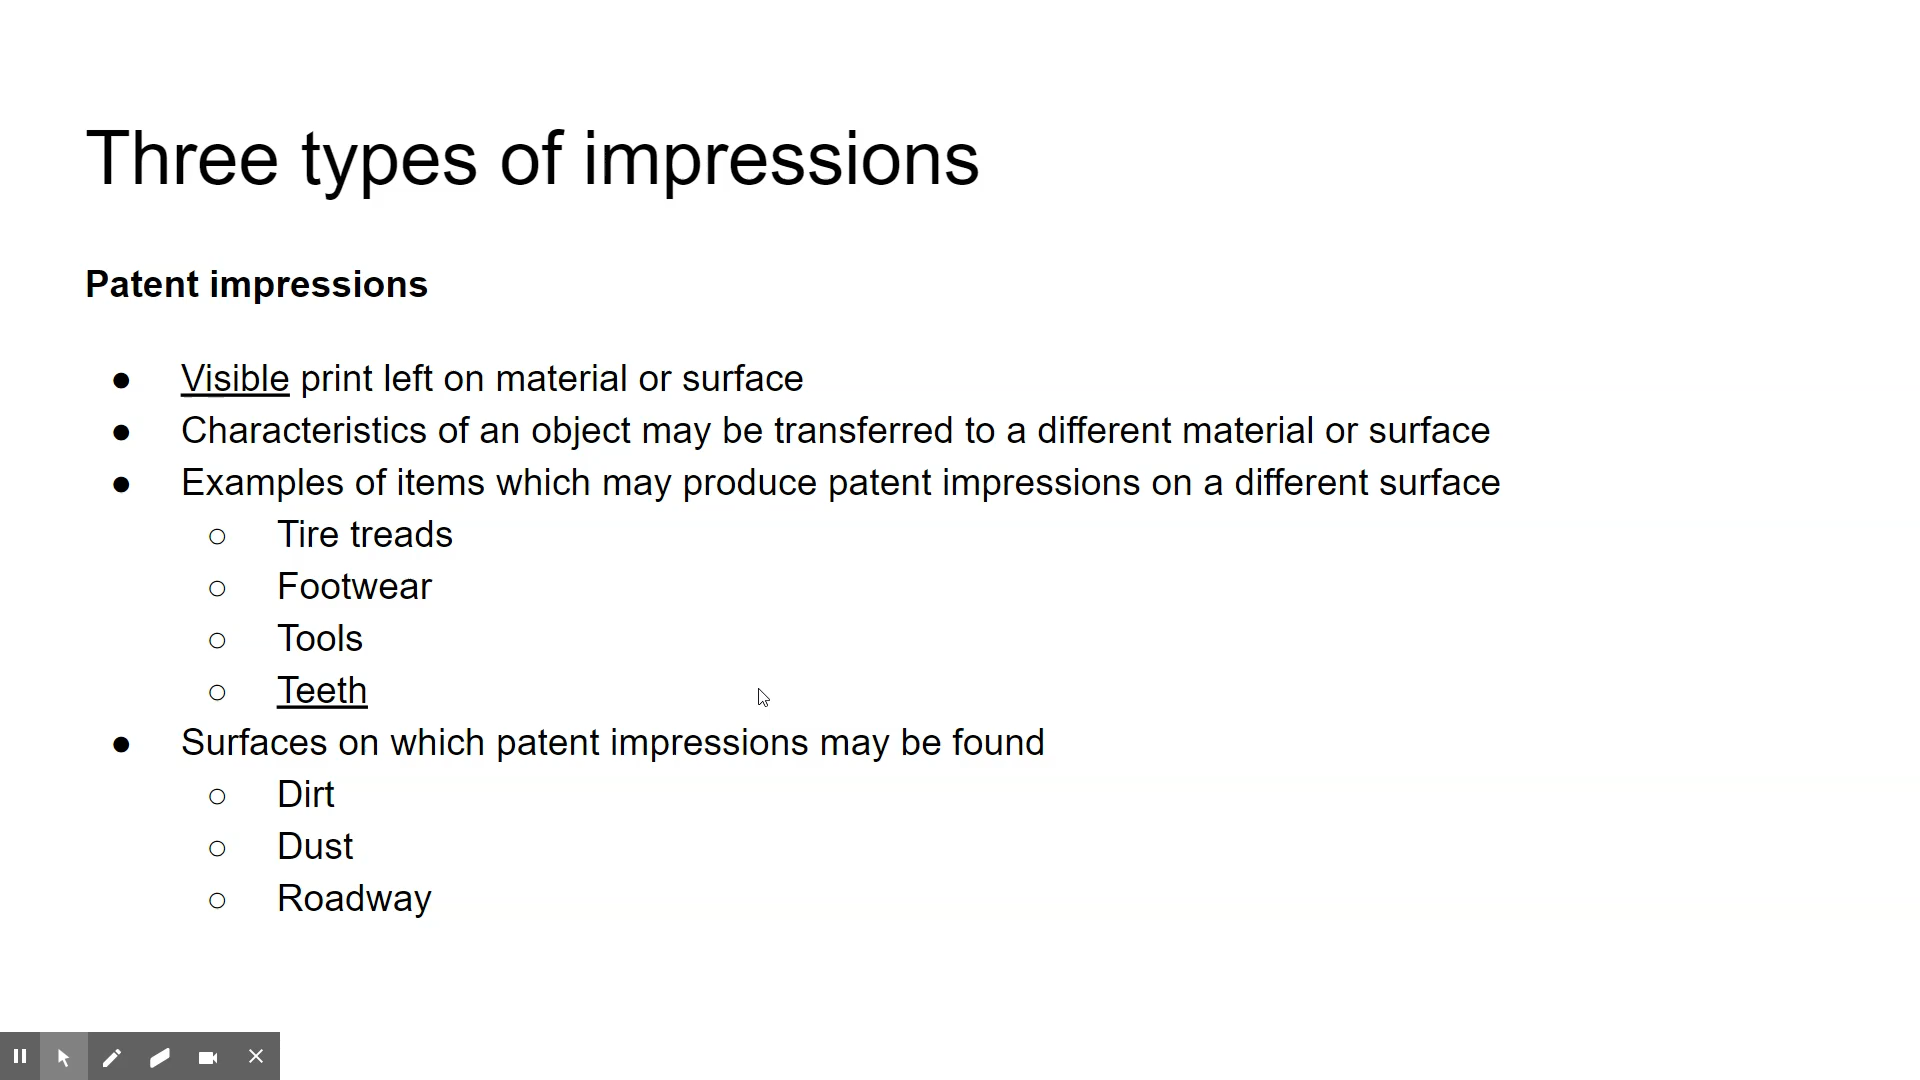 Three types of impressions
Patent impressions
● Visible print left on material or surface
● Characteristics of an object may be transferred to a different material or surface
● Examples of items which may produce patent impressions on a different surface
○ Tire treads
○ Footwear
○ Tools
○ Teeth
● Surfaces on which patent impressions may be found
○ Dirt
○ Dust
○ Roadway